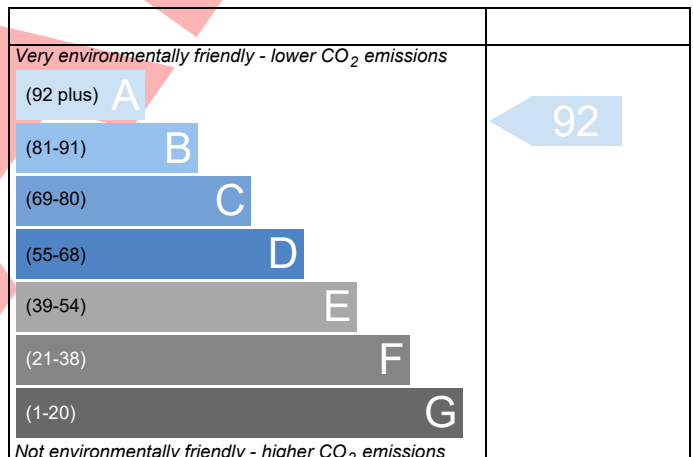 Very environmentally friendly - lower CO2 emissions
(92 plus) A
92
(81-91) B
(69-80) C
(55-68) D
(39-54) E
(21-38) F
(1-20) G
Not environmentally friendly - higher CO2 emissions